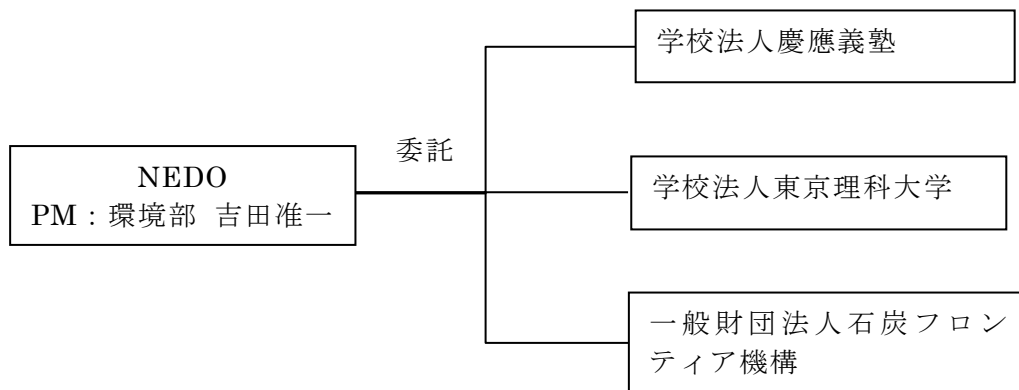 NEDO
PM：環境部 吉田准一
委託
学校法人慶應義塾
学校法人東京理科大学
一般財団法人石炭フロン
ティア機構